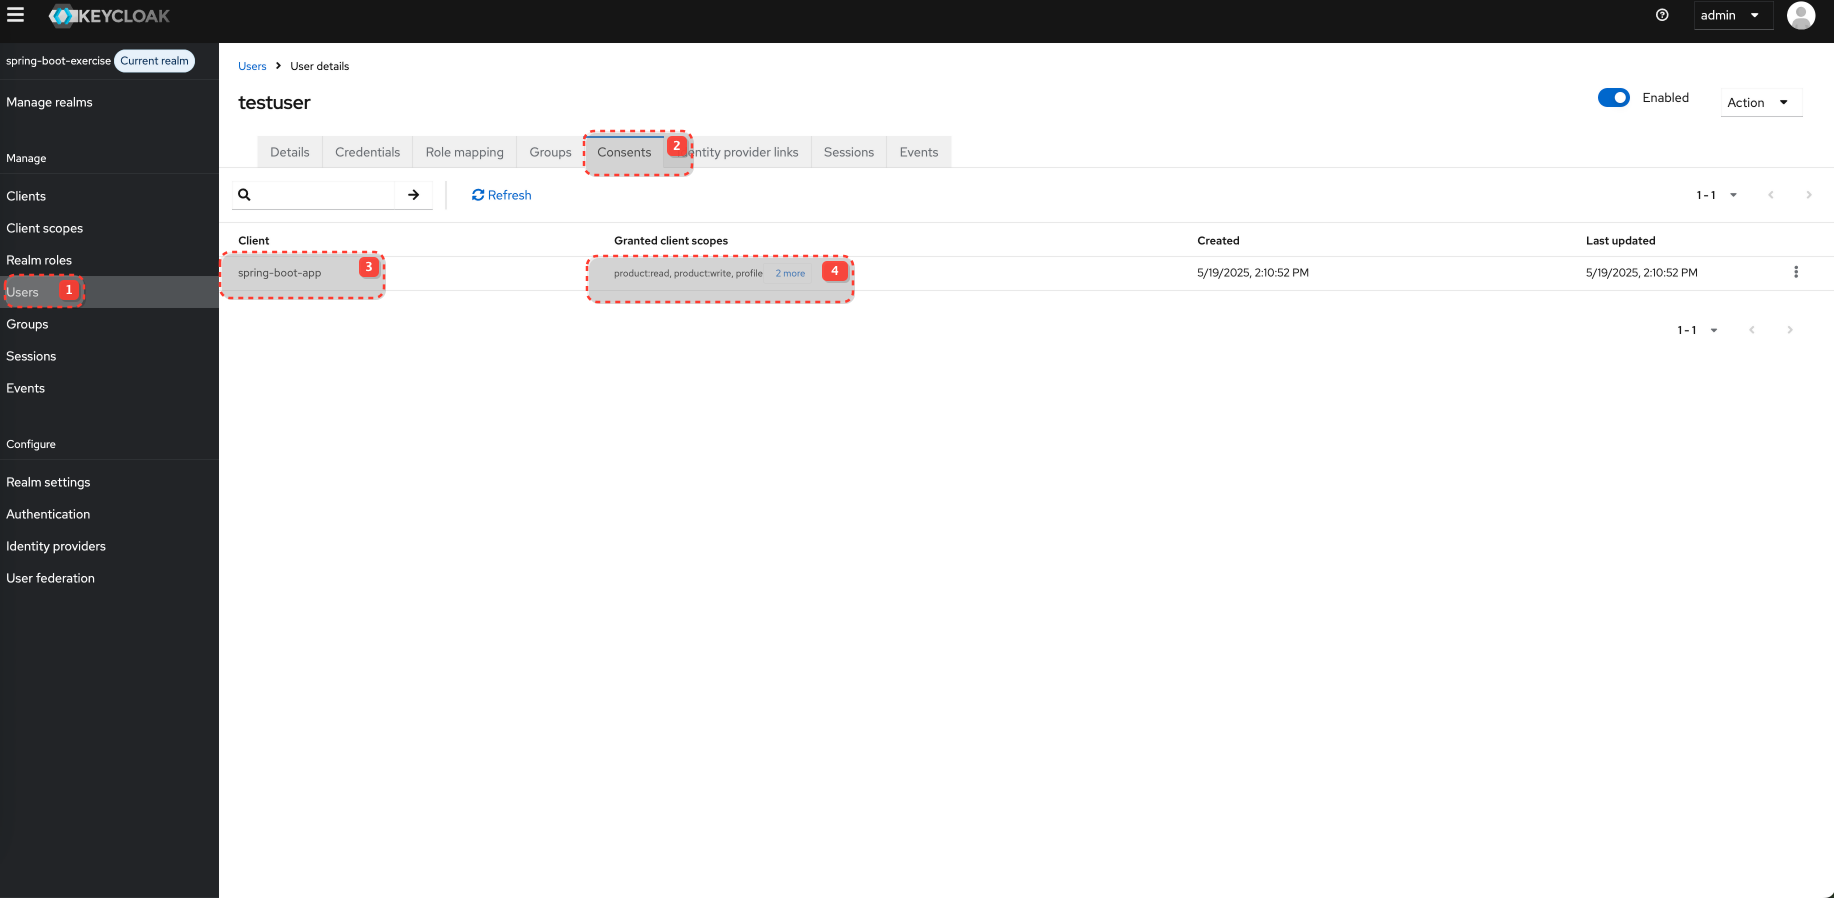 KEYCLOAK
admin
spring-boot-exercise Current realm
Manage realms
Manage
Clients
Client scopes
Realm roles
Users 1
Groups
Sessions
Events
Configure
Realm settings
Authentication
Identity providers
User federation
Users > User details
testuser
Enabled
Action
Details Credentials Role mapping Groups Consents 2 entity provider links Sessions Events
Refresh
1 - 1
Client Granted client scopes Created Last updated
spring-boot-app 3 product:read, product:write, profile 2 more 4 5/19/2025, 2:10:52 PM 5/19/2025, 2:10:52 PM
1 - 1